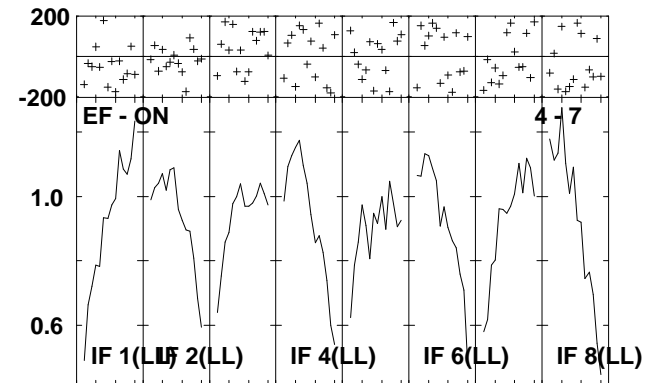 200
-200
EF - ON 4 - 7
1.0
0.6
IF 1(LL) IF 2(LL) IF 4(LL) IF 6(LL) IF 8(LL)